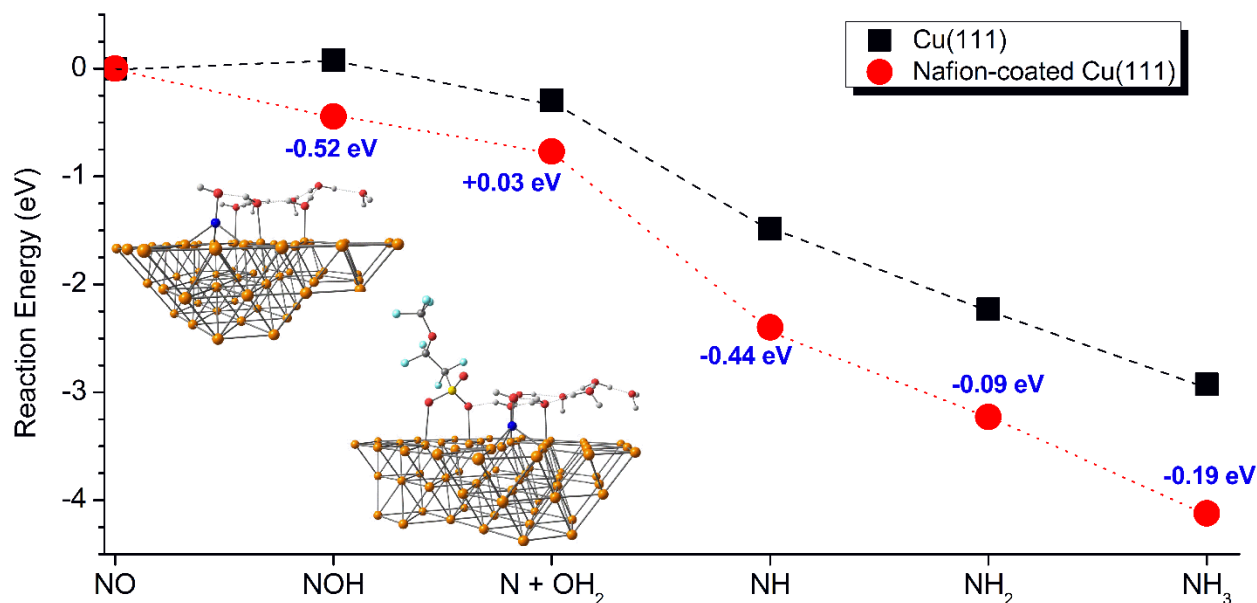 Cu(111)
Nafion-coated Cu(111)
Reaction Energy (eV)
0
-1
-2
-3
-4
-0.52 eV
+0.03 eV
-0.44 eV
-0.09 eV
-0.19 eV
NO
NOH
N + OH₂
NH
NH₂
NH₃